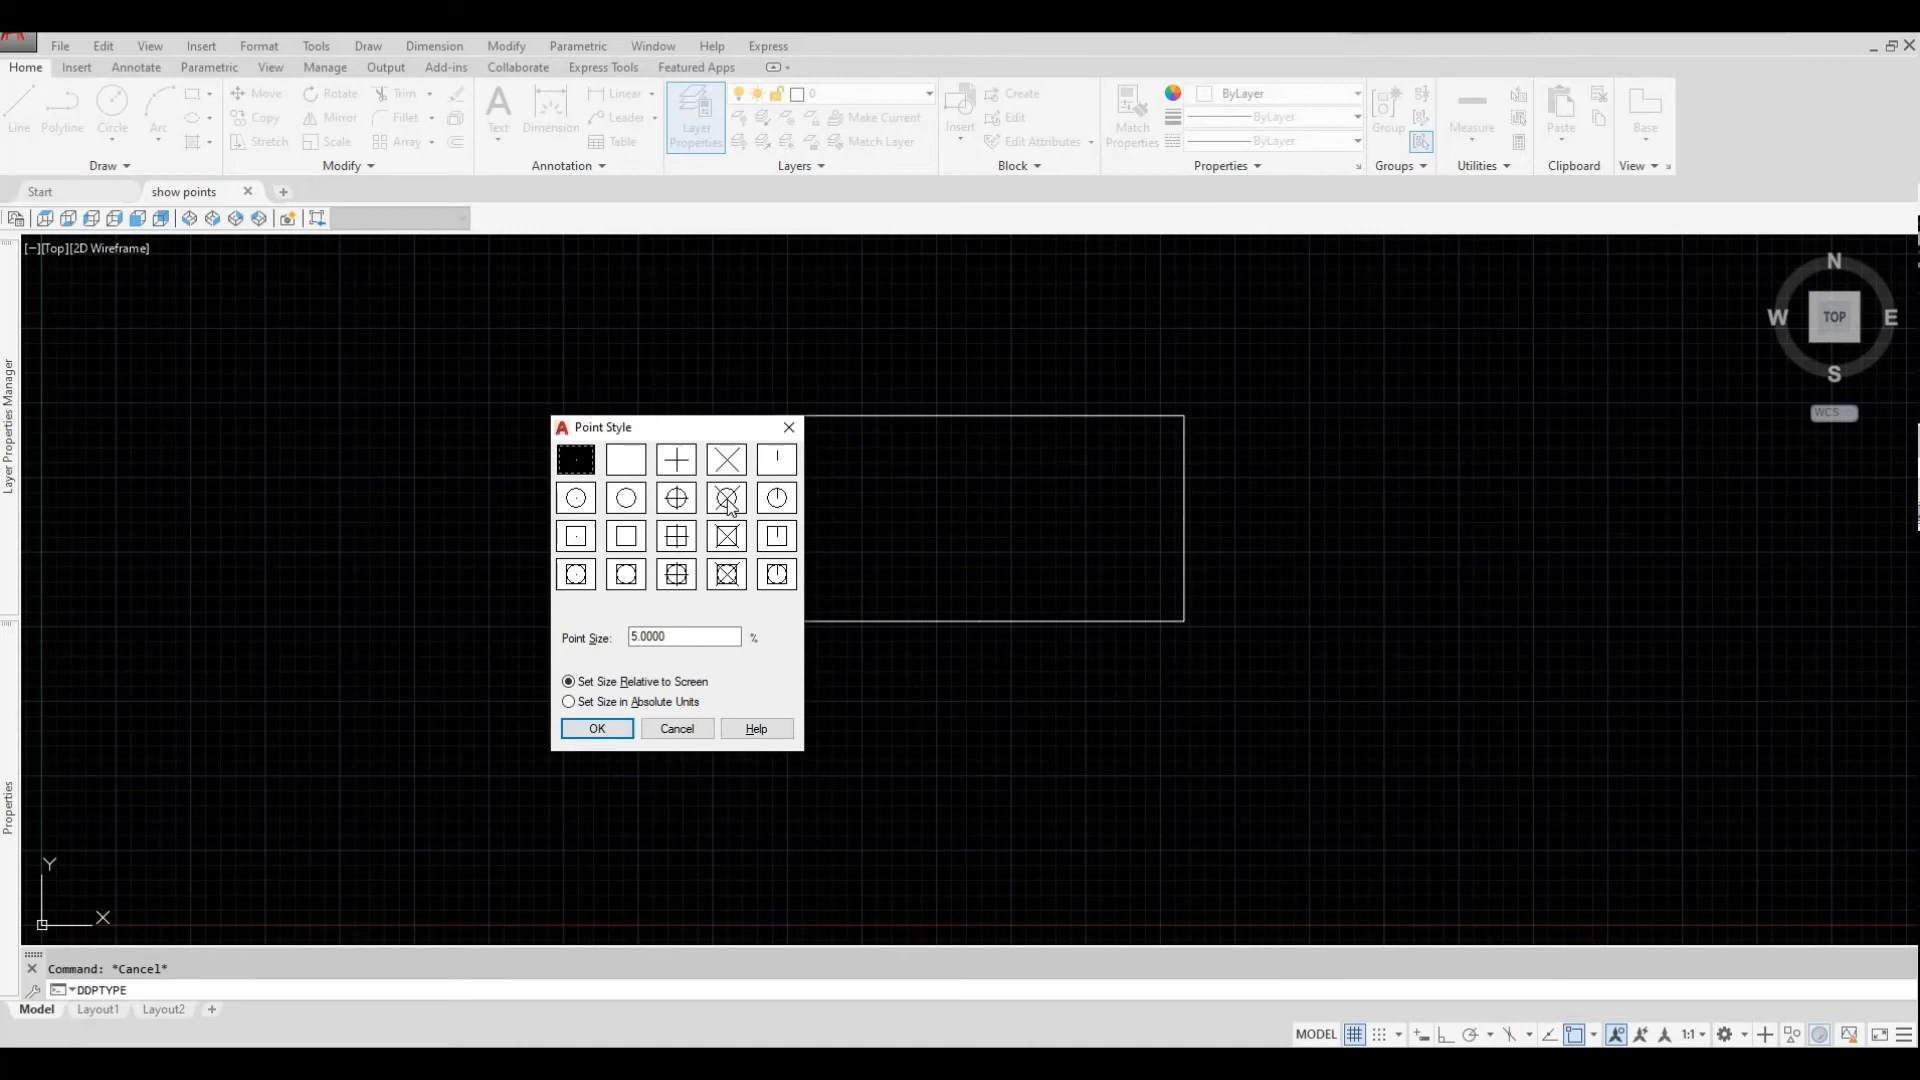 File Edit View Insert Format Tools Draw Dimension Modify Parametric Window Help Express
Home Insert Annotate Parametric View Manage Output Add-ins Collaborate Express Tools Featured Apps
Move Rotate Trim Linear 0 Create ByLayer
Copy Mirror Fillet Leader Make Current Edit ByLayer
Line Polyline Circle Arc Text Dimension Layer Properties Insert Match Properties Group Measure Paste Base
Stretch Scale Array Table Match Layer Edit Attributes ByLayer
Draw Modify Annotation Layers Block Properties Groups Utilities Clipboard View
Start show points
[−][Top][2D Wireframe]
N
W TOP E
S
WCS
Layer Properties Manager
Properties
Point Style
Point Size: 5.0000 %
Set Size Relative to Screen
Set Size in Absolute Units
OK Cancel Help
Y
X
Command: *Cancel*
DDPTYPE
Model Layout1 Layout2 +
MODEL 1:1